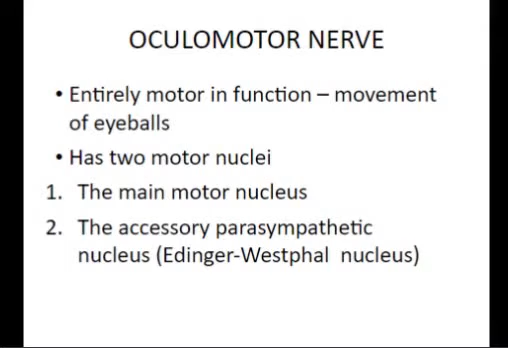 OCULOMOTOR NERVE
• Entirely motor in function – movement
of eyeballs
• Has two motor nuclei
1. The main motor nucleus
2. The accessory parasympathetic
nucleus (Edinger-Westphal nucleus)